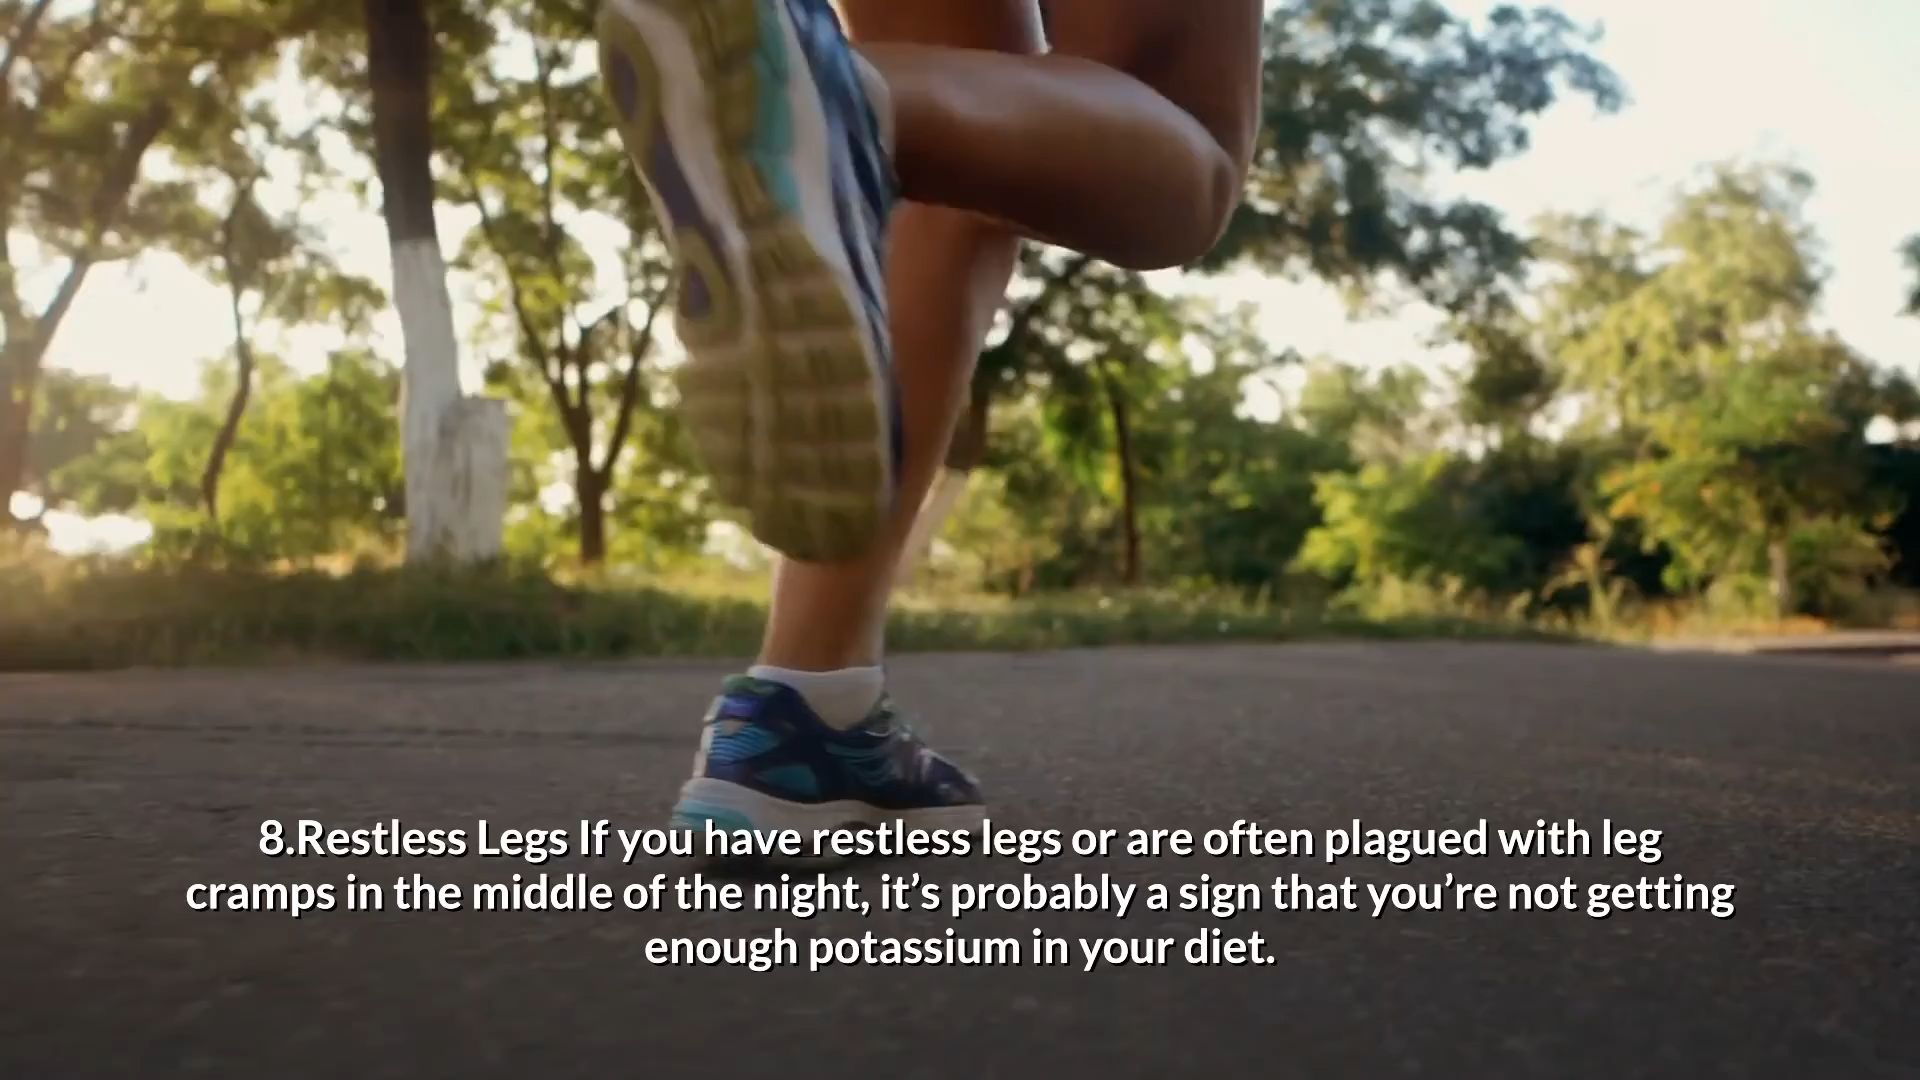 8.Restless Legs If you have restless legs or are often plagued with leg
cramps in the middle of the night, it’s probably a sign that you’re not getting
enough potassium in your diet.